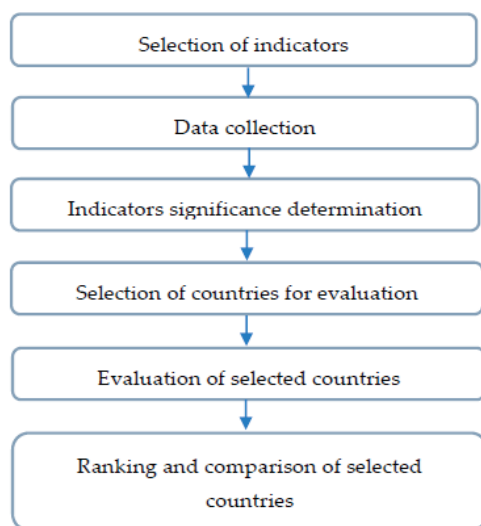 Selection of indicators
Data collection
Indicators significance determination
Selection of countries for evaluation
Evaluation of selected countries
Ranking and comparison of selected
countries